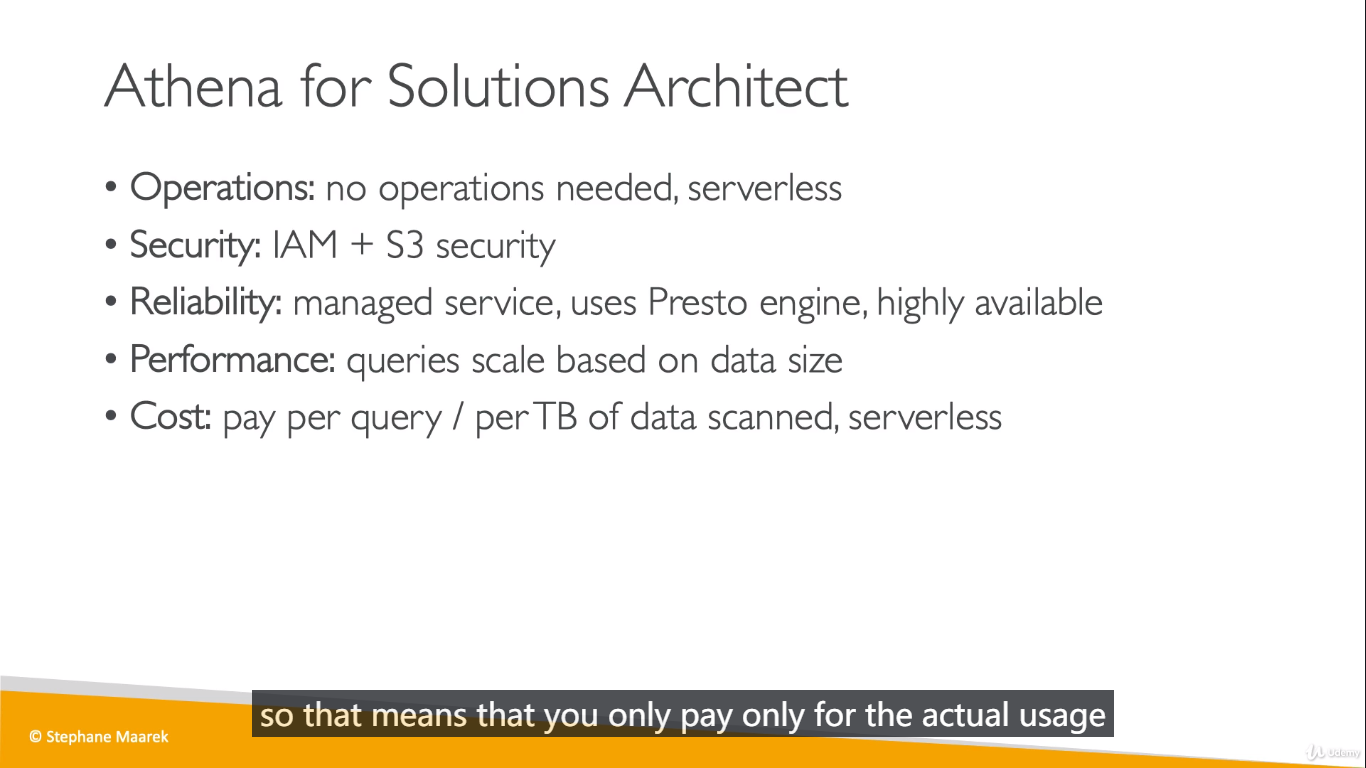 Athena for Solutions Architect
• Operations: no operations needed, serverless
• Security: IAM + S3 security
• Reliability: managed service, uses Presto engine, highly available
• Performance: queries scale based on data size
• Cost: pay per query / per TB of data scanned, serverless
so that means that you only pay only for the actual usage
© Stephane Maarek
Udemy